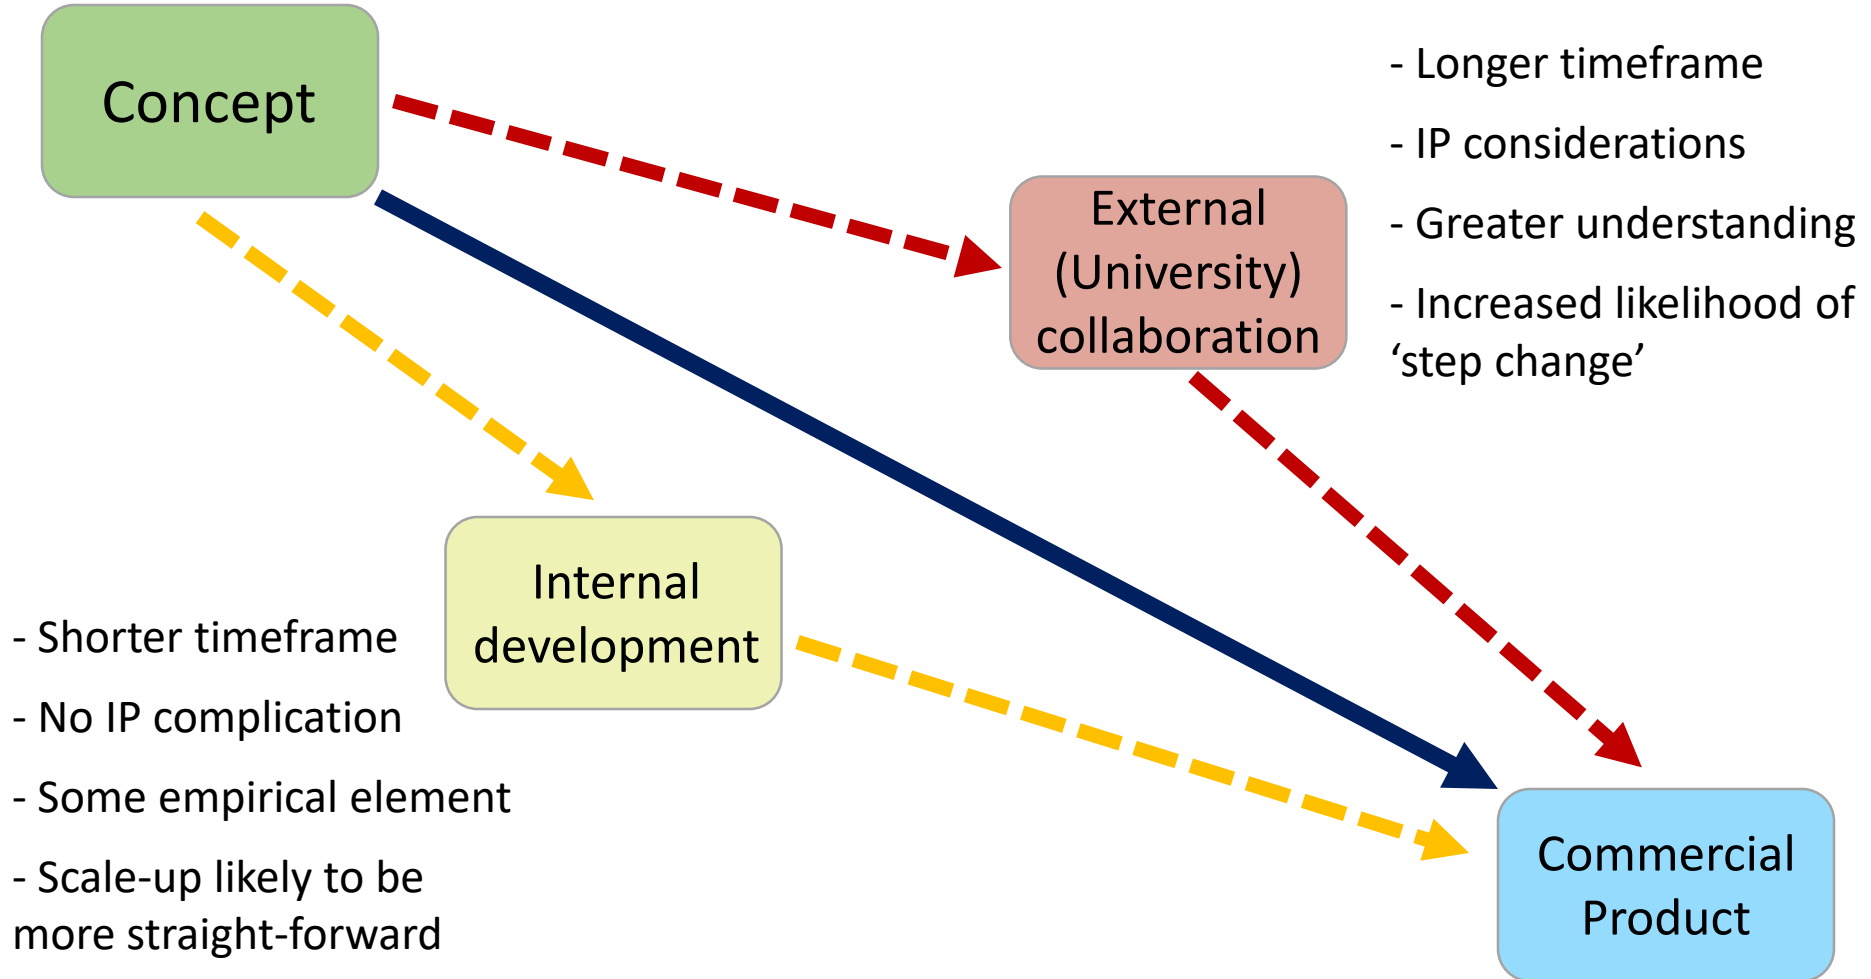 Concept
- Longer timeframe
- IP considerations
- Greater understanding
- Increased likelihood of
‘step change’
External
(University)
collaboration
Internal
development
- Shorter timeframe
- No IP complication
- Some empirical element
- Scale-up likely to be
more straight-forward
Commercial
Product